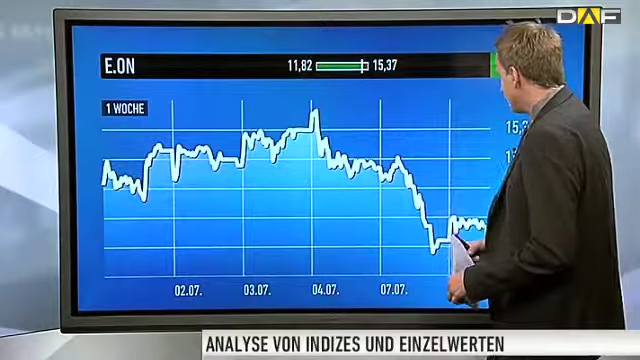 DAF
E.ON
11,82 15,37
1 WOCHE
02.07. 03.07. 04.07. 07.07.
ANALYSE VON INDIZES UND EINZELWERTEN